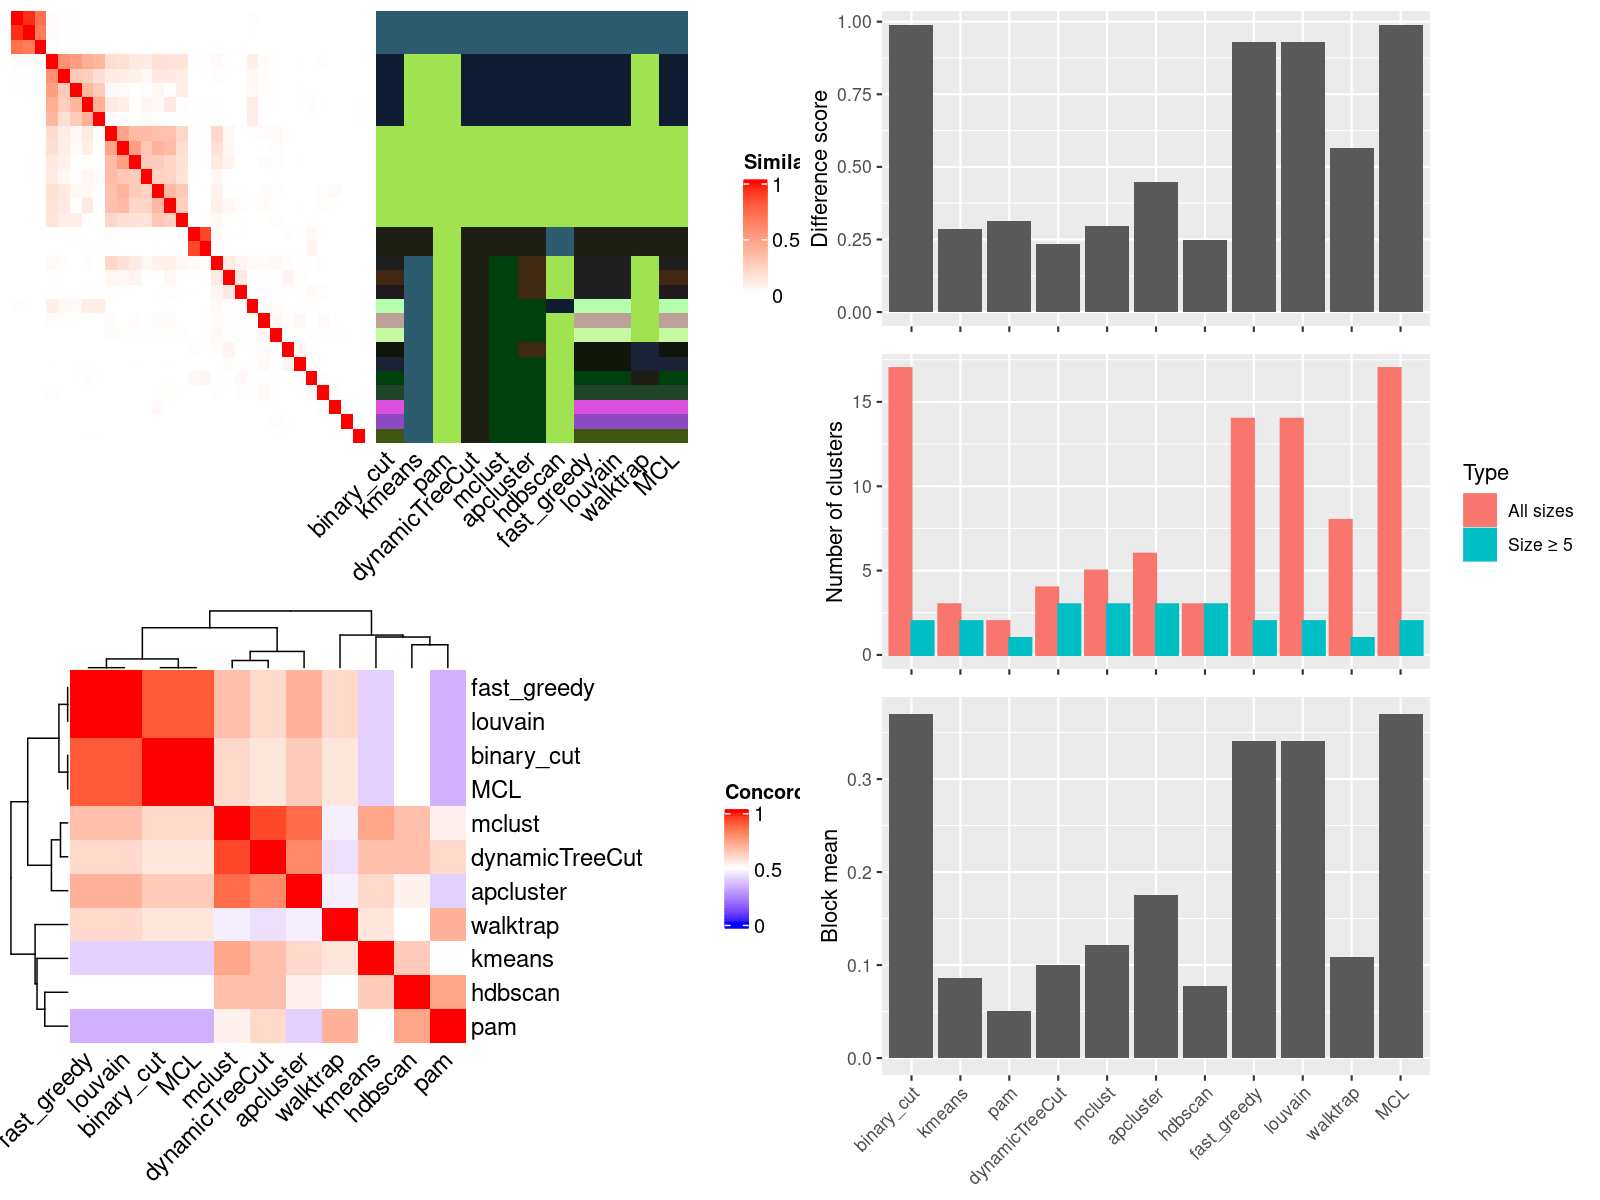 Simila
1
0.5
0
binary_cut
kmeans
pam
dynamicTreeCut
mclust
apcluster
hdbscan
fast_greedy
louvain
walktrap
MCL
fast_greedy
louvain
binary_cut
MCL
mclust
dynamicTreeCut
apcluster
walktrap
kmeans
hdbscan
pam
fast_greedy
louvain
binary_cut
MCL
mclust
dynamicTreeCut
apcluster
walktrap
kmeans
hdbscan
pam
Concord
1
0.5
0
Difference score
1.00
0.75
0.50
0.25
0.00
Number of clusters
15
10
5
0
Type
All sizes
Size ≥ 5
Block mean
0.3
0.2
0.1
0.0
binary_cut
kmeans
pam
dynamicTreeCut
mclust
apcluster
hdbscan
fast_greedy
louvain
walktrap
MCL